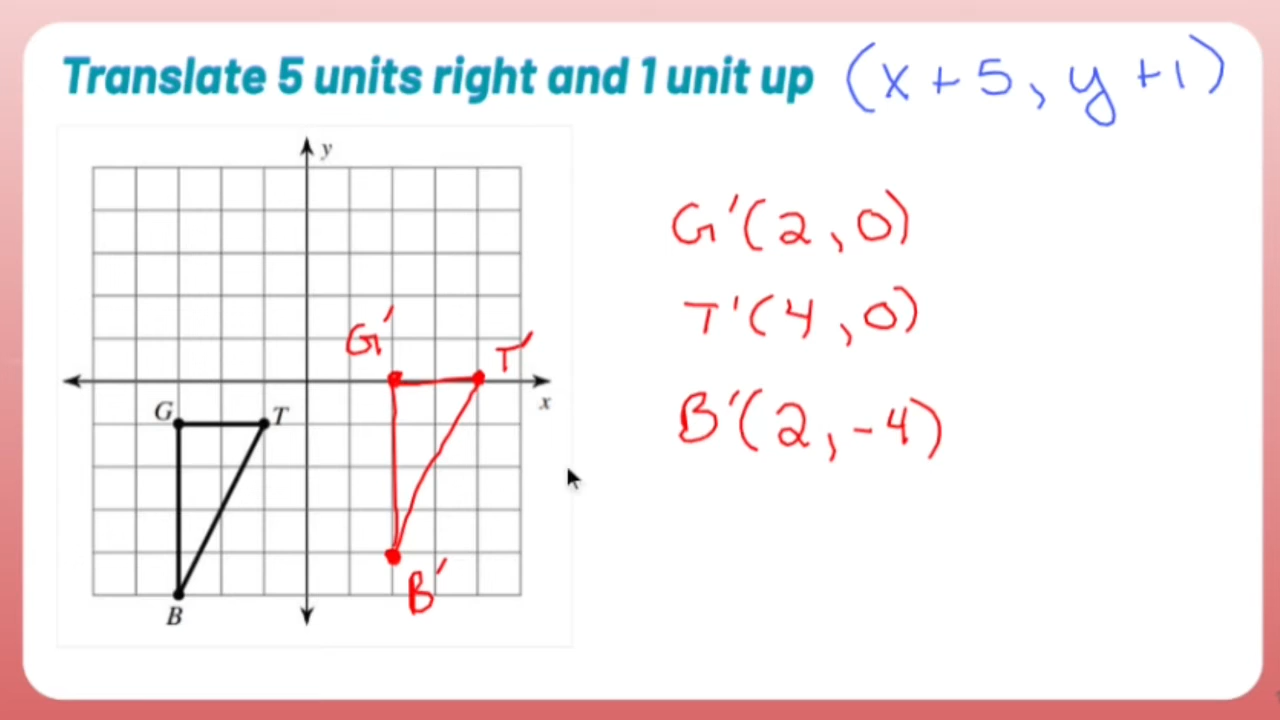 Translate 5 units right and 1 unit up (x + 5, y + 1)
y
G'(2, 0)
T'(4, 0)
G' T'
x
G T
B'(2, -4)
B'
B